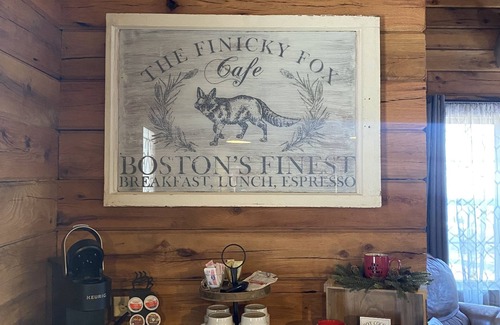 THE FINICKY FOX
Cafe
BOSTON'S FINEST
BREAKFAST, LUNCH, ESPRESSO
KEURIG